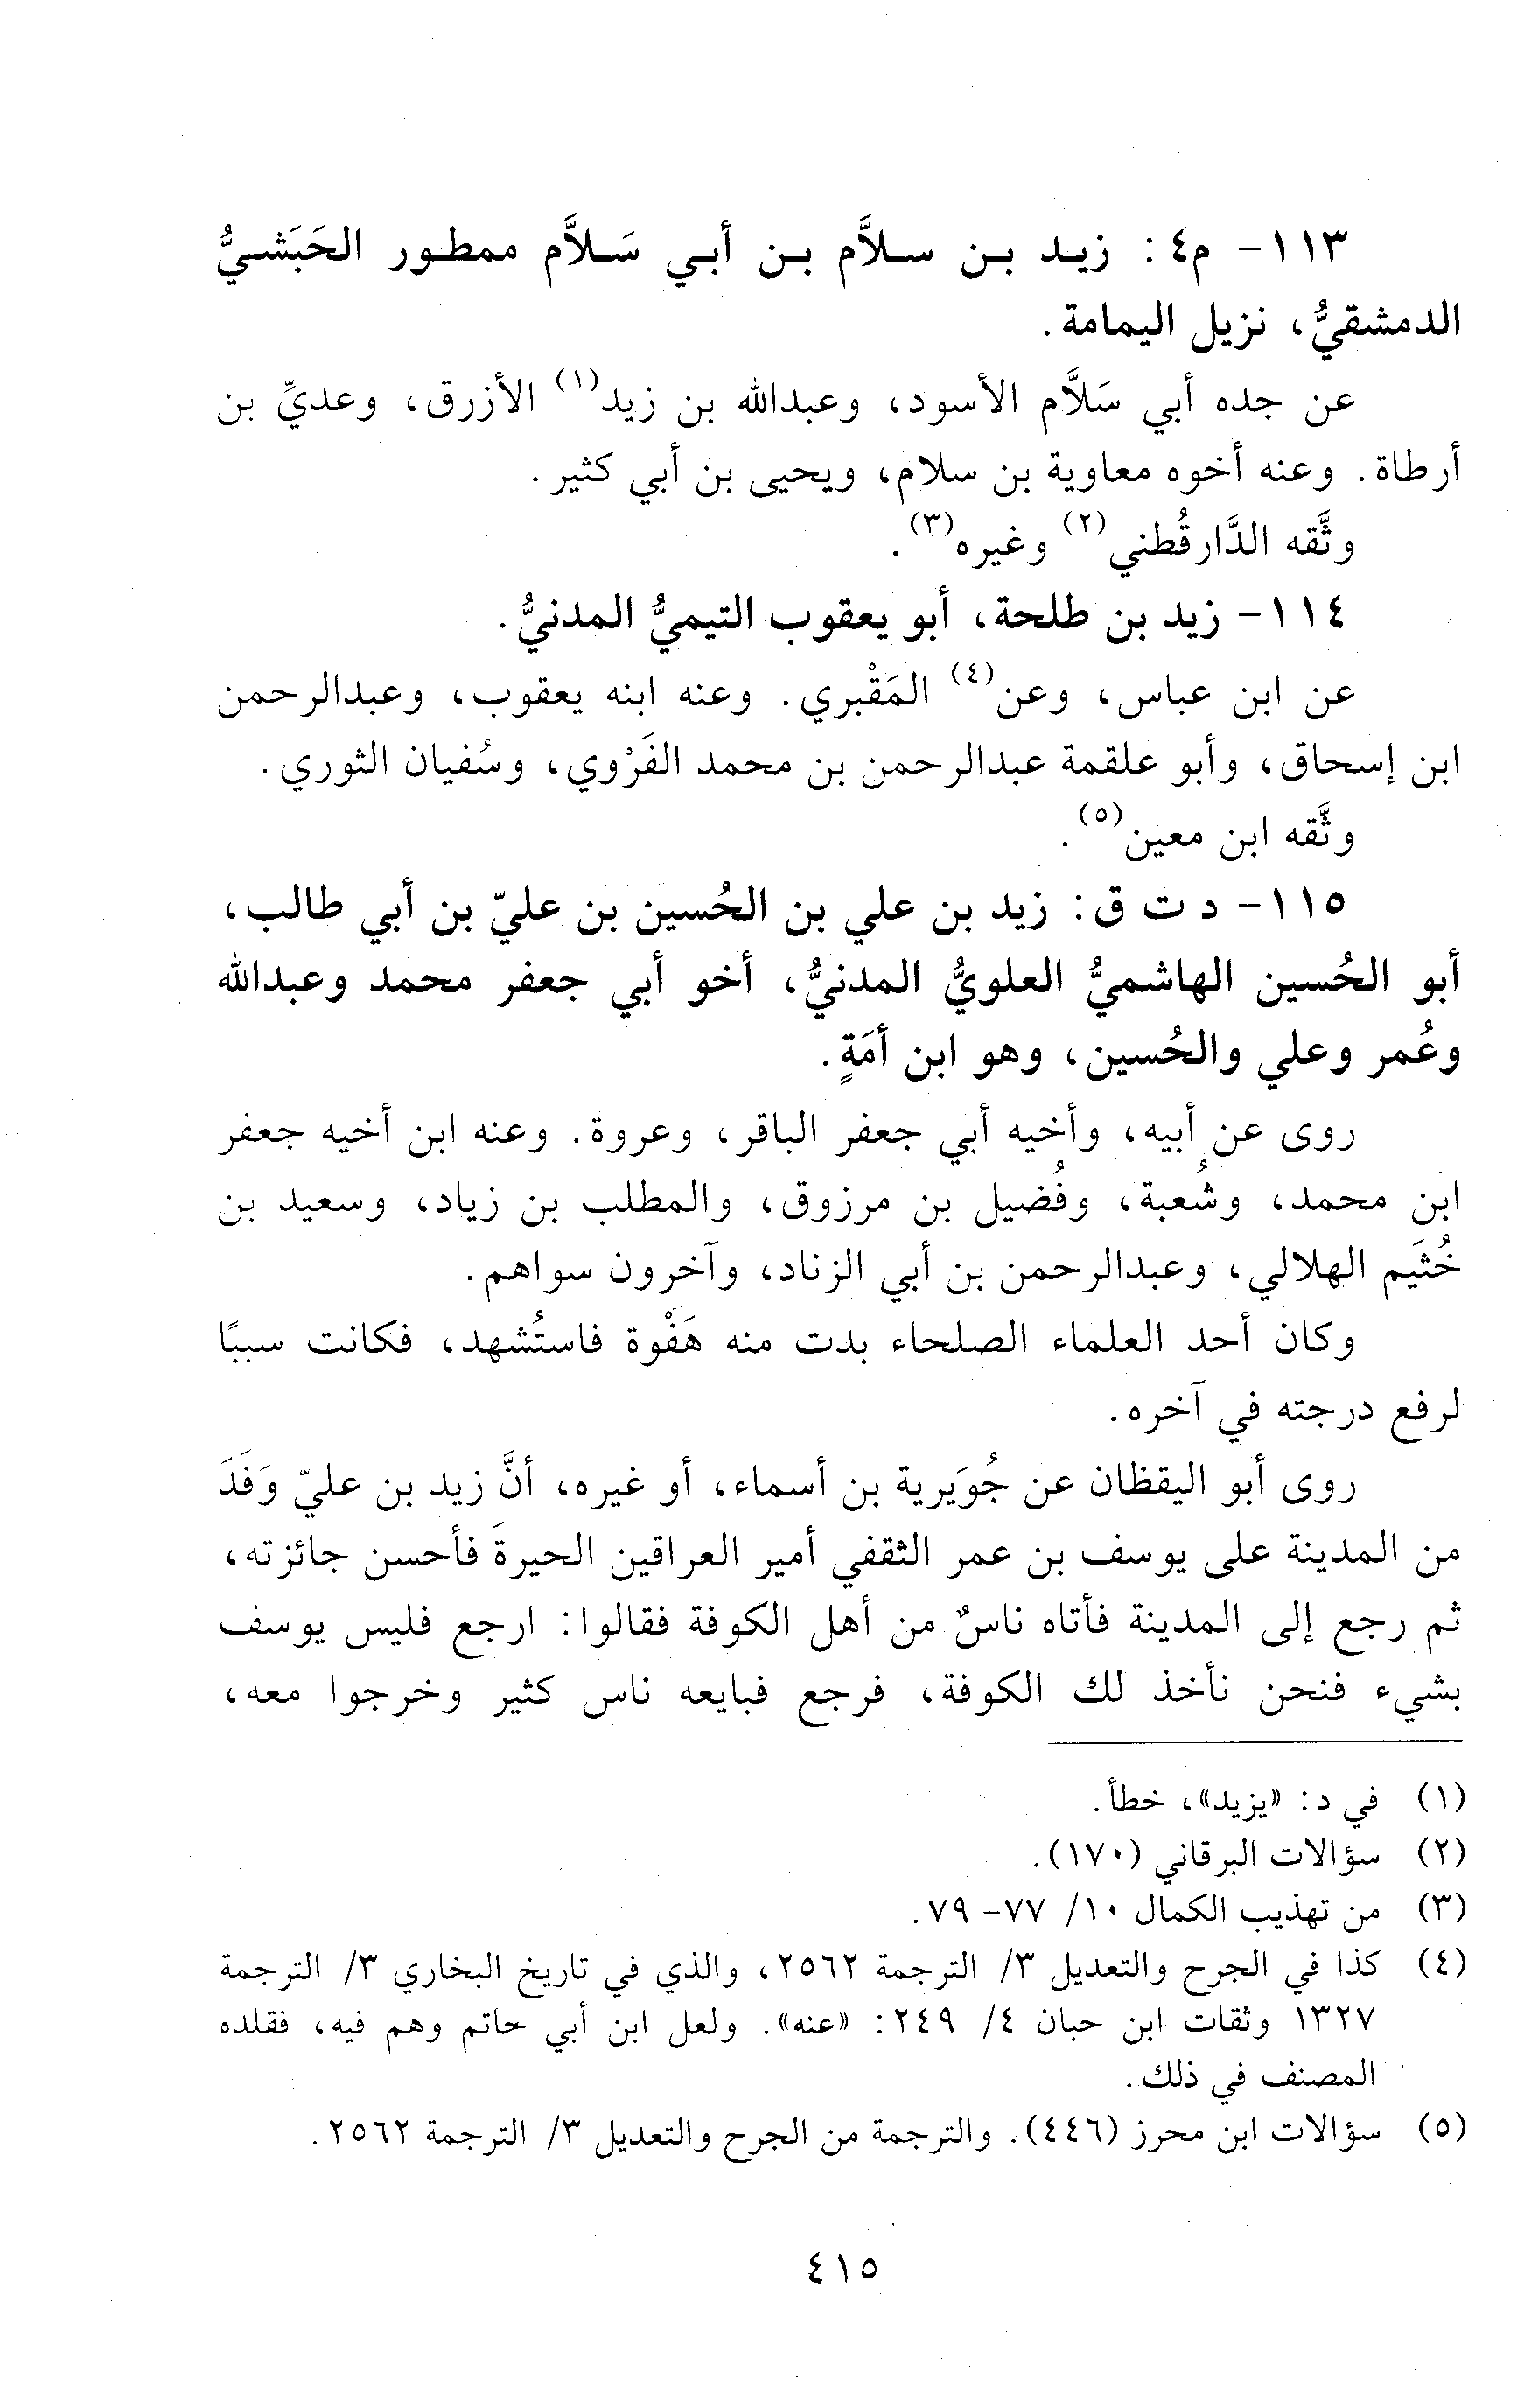 ١١٣- م٤: زيد بن سلاَّم بن أبي سَلاَّم ممطور الحَبَشيُّ
الدمشقيُّ، نزيل اليمامة.
عن جده أبي سَلاَّم الأسود، وعبدالله بن زيد(١) الأزرق، وعديِّ بن
أرطاة. وعنه أخوه معاوية بن سلام، ويحيى بن أبي كثير.
وثَّقه الدَّارقُطني(٢) وغيره(٣).
١١٤- زيد بن طلحة، أبو يعقوب التيميُّ المدنيُّ.
عن ابن عباس، وعن(٤) المَقْبري. وعنه ابنه يعقوب، وعبدالرحمن
ابن إسحاق، وأبو علقمة عبدالرحمن بن محمد الفَرْوي، وسُفيان الثوري.
وثَّقه ابن معين(٥).
١١٥- د ت ق: زيد بن علي بن الحُسين بن عليّ بن أبي طالب،
أبو الحُسين الهاشميُّ العلويُّ المدنيُّ، أخو أبي جعفر محمد وعبدالله
وعُمر وعلي والحُسين، وهو ابن أمَةٍ.
روى عن أبيه، وأخيه أبي جعفر الباقر، وعروة. وعنه ابن أخيه جعفر
ابن محمد، وشُعبة، وفُضيل بن مرزوق، والمطلب بن زياد، وسعيد بن
خُثَيم الهلالي، وعبدالرحمن بن أبي الزناد، وآخرون سواهم.
وكان أحد العلماء الصلحاء بدت منه هَفْوة فاستُشهد، فكانت سببًا
لرفع درجته في آخره.
روى أبو اليقظان عن جُوَيرية بن أسماء، أو غيره، أنَّ زيد بن عليّ وَفَدَ
من المدينة على يوسف بن عمر الثقفي أمير العراقين الحيرةَ فأحسن جائزته،
ثم رجع إلى المدينة فأتاه ناسٌ من أهل الكوفة فقالوا: ارجع فليس يوسف
بشيء فنحن نأخذ لك الكوفة، فرجع فبايعه ناس كثير وخرجوا معه،
(١) في د: «يزيد»، خطأ.
(٢) سؤالات البرقاني (١٧٠).
(٣) من تهذيب الكمال ١٠/ ٧٧- ٧٩.
(٤) كذا في الجرح والتعديل ٣/ الترجمة ٢٥٦٢، والذي في تاريخ البخاري ٣/ الترجمة
١٣٢٧ وثقات ابن حبان ٤/ ٢٤٩: «عنه». ولعل ابن أبي حاتم وهم فيه، فقلده
المصنف في ذلك.
(٥) سؤالات ابن محرز (٤٤٦). والترجمة من الجرح والتعديل ٣/ الترجمة ٢٥٦٢.
٤١٥